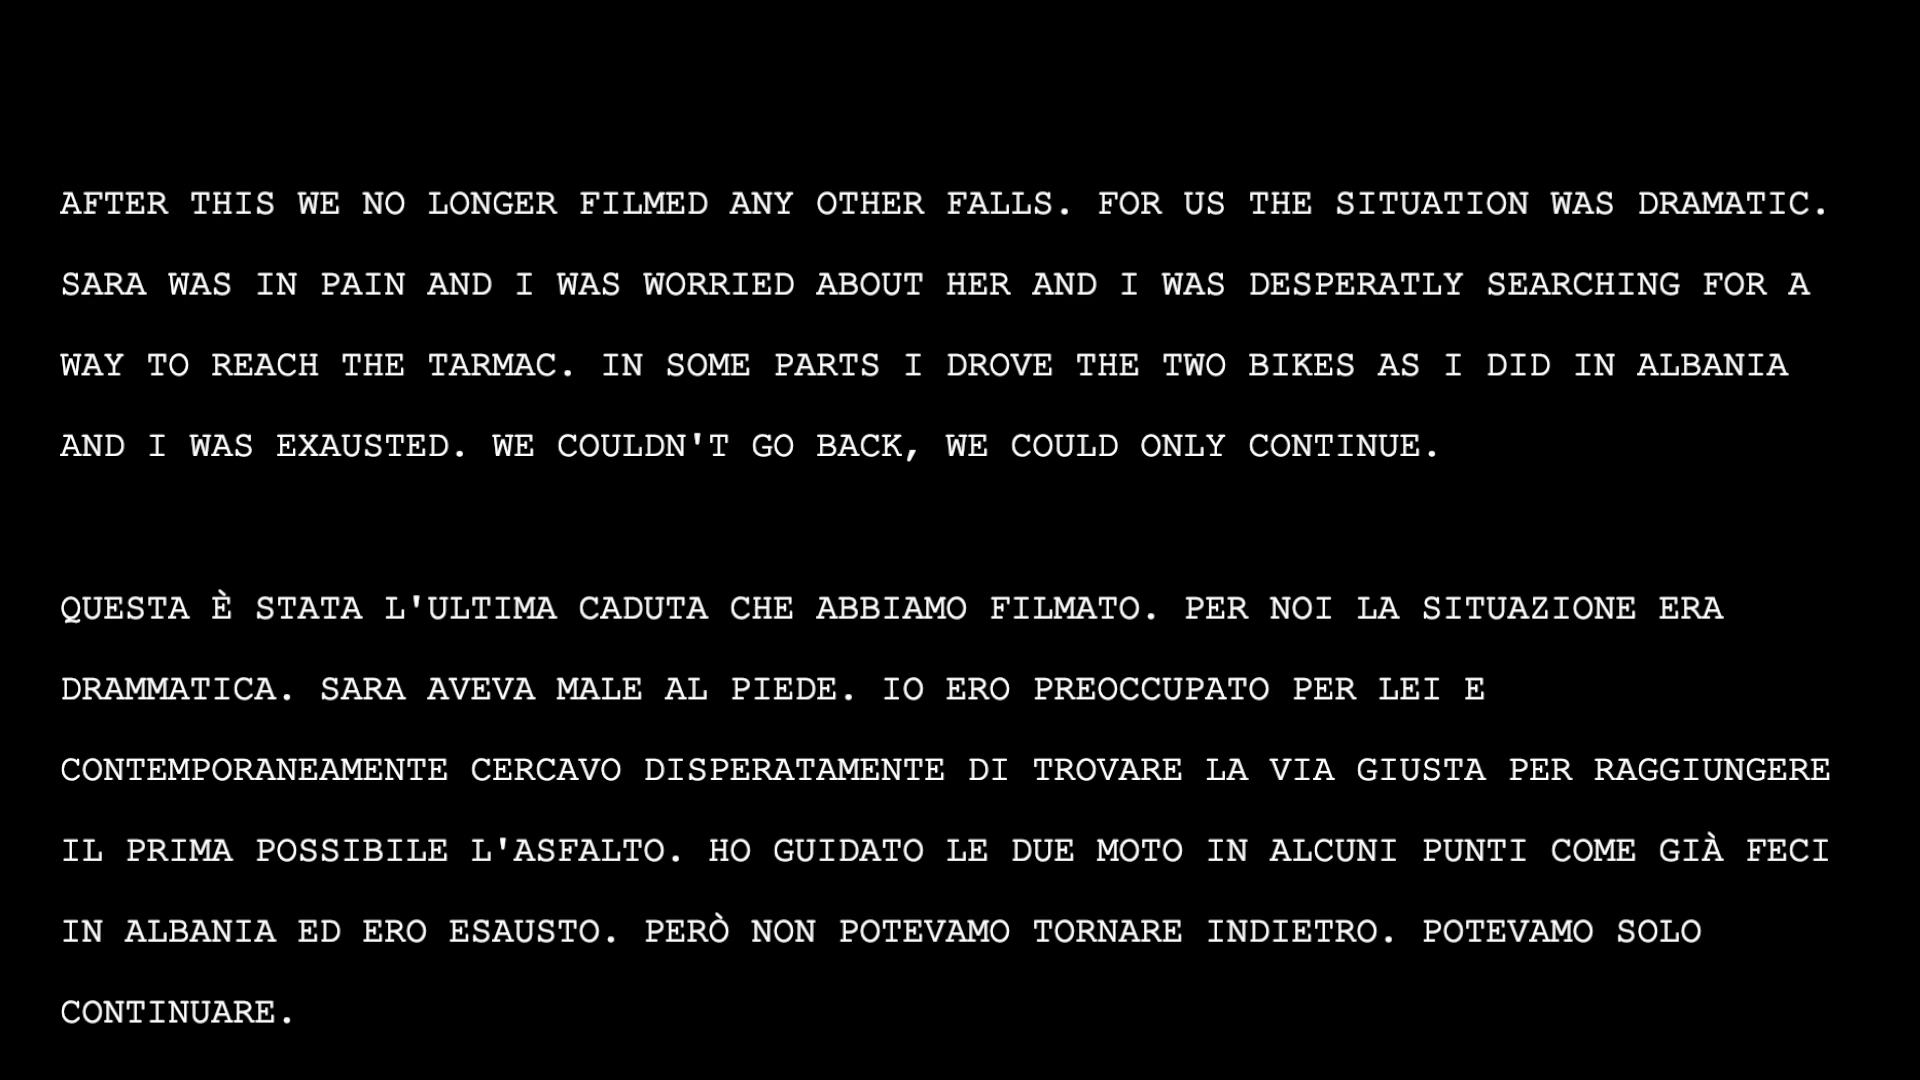 AFTER THIS WE NO LONGER FILMED ANY OTHER FALLS. FOR US THE SITUATION WAS DRAMATIC.
SARA WAS IN PAIN AND I WAS WORRIED ABOUT HER AND I WAS DESPERATLY SEARCHING FOR A
WAY TO REACH THE TARMAC. IN SOME PARTS I DROVE THE TWO BIKES AS I DID IN ALBANIA
AND I WAS EXAUSTED. WE COULDN'T GO BACK, WE COULD ONLY CONTINUE.
QUESTA È STATA L'ULTIMA CADUTA CHE ABBIAMO FILMATO. PER NOI LA SITUAZIONE ERA
DRAMMATICA. SARA AVEVA MALE AL PIEDE. IO ERO PREOCCUPATO PER LEI E
CONTEMPORANEAMENTE CERCAVO DISPERATAMENTE DI TROVARE LA VIA GIUSTA PER RAGGIUNGERE
IL PRIMA POSSIBILE L'ASFALTO. HO GUIDATO LE DUE MOTO IN ALCUNI PUNTI COME GIÀ FECI
IN ALBANIA ED ERO ESAUSTO. PERÒ NON POTEVAMO TORNARE INDIETRO. POTEVAMO SOLO
CONTINUARE.